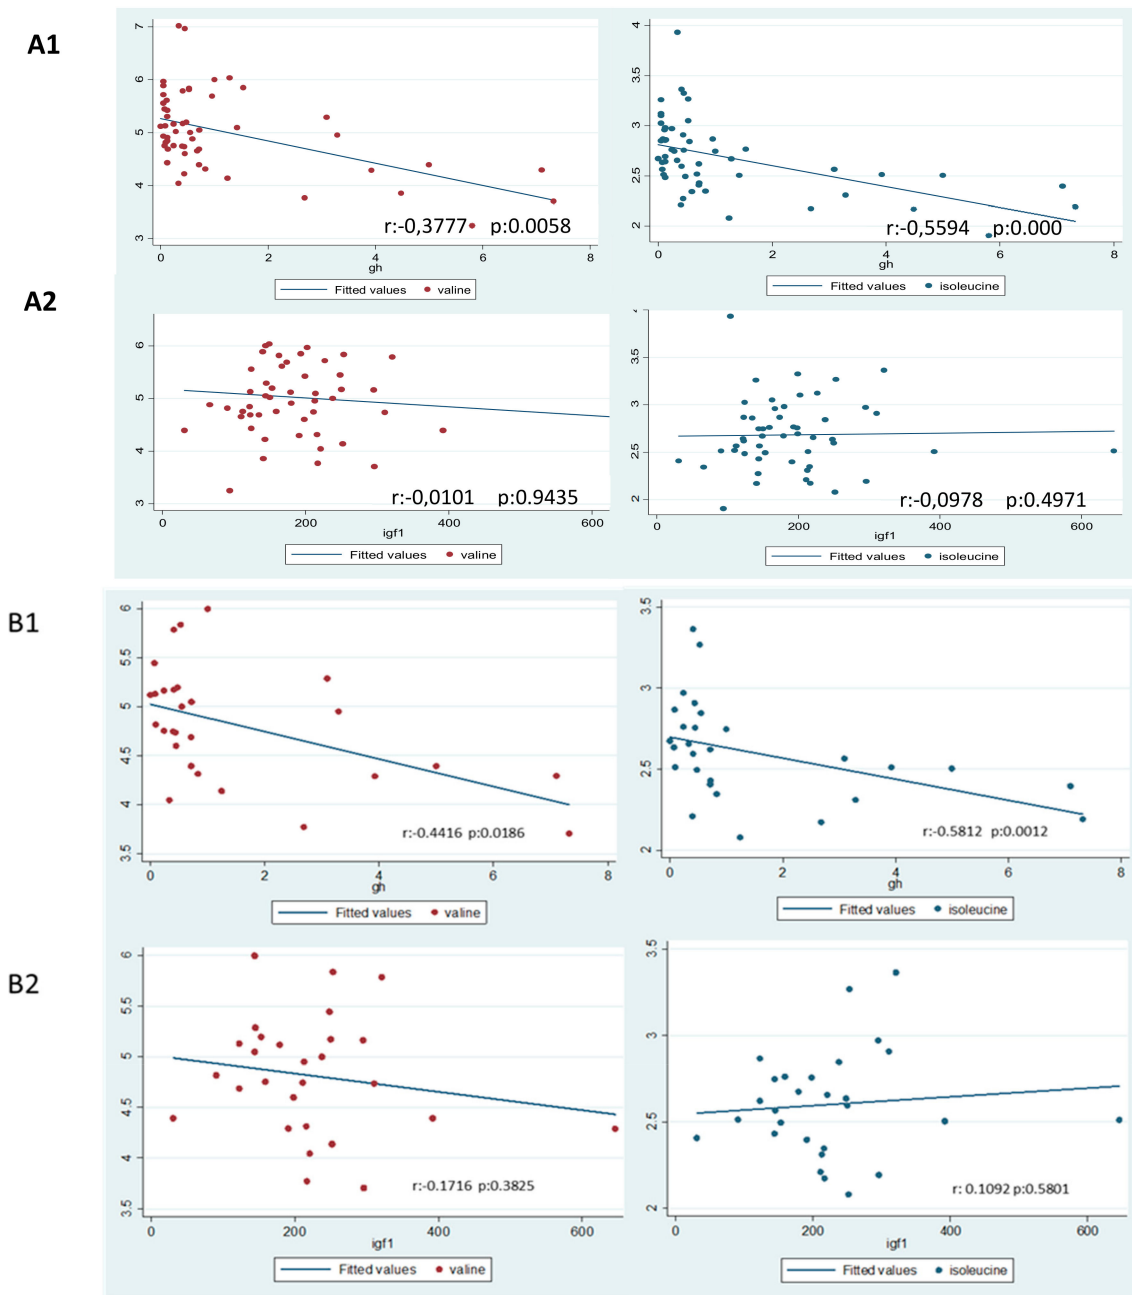 A1
7
6
5
4
3
0 2 4 6 8
gh
r:-0,3777 p:0.0058
Fitted values valine
4
3.5
3
2.5
2
0 2 4 6 8
gh
r:-0,5594 p:0.000
Fitted values isoleucine
A2
6
5
4
3
0 200 400 600
igf1
r:-0,0101 p:0.9435
Fitted values valine
3.5
3
2.5
2
0 200 400 600
igf1
r:-0,0978 p:0.4971
Fitted values isoleucine
B1
6
5.5
5
4.5
4
3.5
0 2 4 6 8
gh
r:-0.4416 p:0.0186
Fitted values valine
3.5
3
2.5
2
0 2 4 6 8
gh
r:-0.5812 p:0.0012
Fitted values isoleucine
B2
6
5.5
5
4.5
4
3.5
0 200 400 600
igf1
r:-0.1716 p:0.3825
Fitted values valine
3.5
3
2.5
2
0 200 400 600
igf1
r: 0.1092 p:0.5801
Fitted values isoleucine